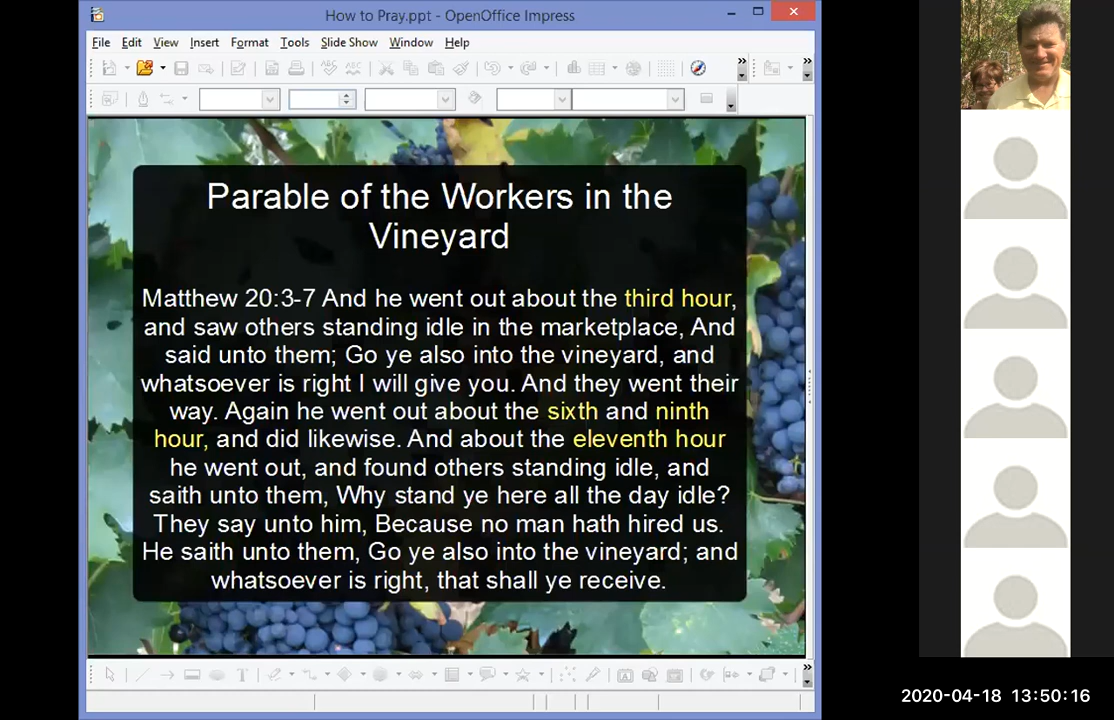 How to Pray.ppt - OpenOffice Impress
File Edit View Insert Format Tools Slide Show Window Help
Parable of the Workers in the
Vineyard
Matthew 20:3-7 And he went out about the third hour,
and saw others standing idle in the marketplace, And
said unto them; Go ye also into the vineyard, and
whatsoever is right I will give you. And they went their
way. Again he went out about the sixth and ninth
hour, and did likewise. And about the eleventh hour
he went out, and found others standing idle, and
saith unto them, Why stand ye here all the day idle?
They say unto him, Because no man hath hired us.
He saith unto them, Go ye also into the vineyard; and
whatsoever is right, that shall ye receive.
2020-04-18 13:50:16